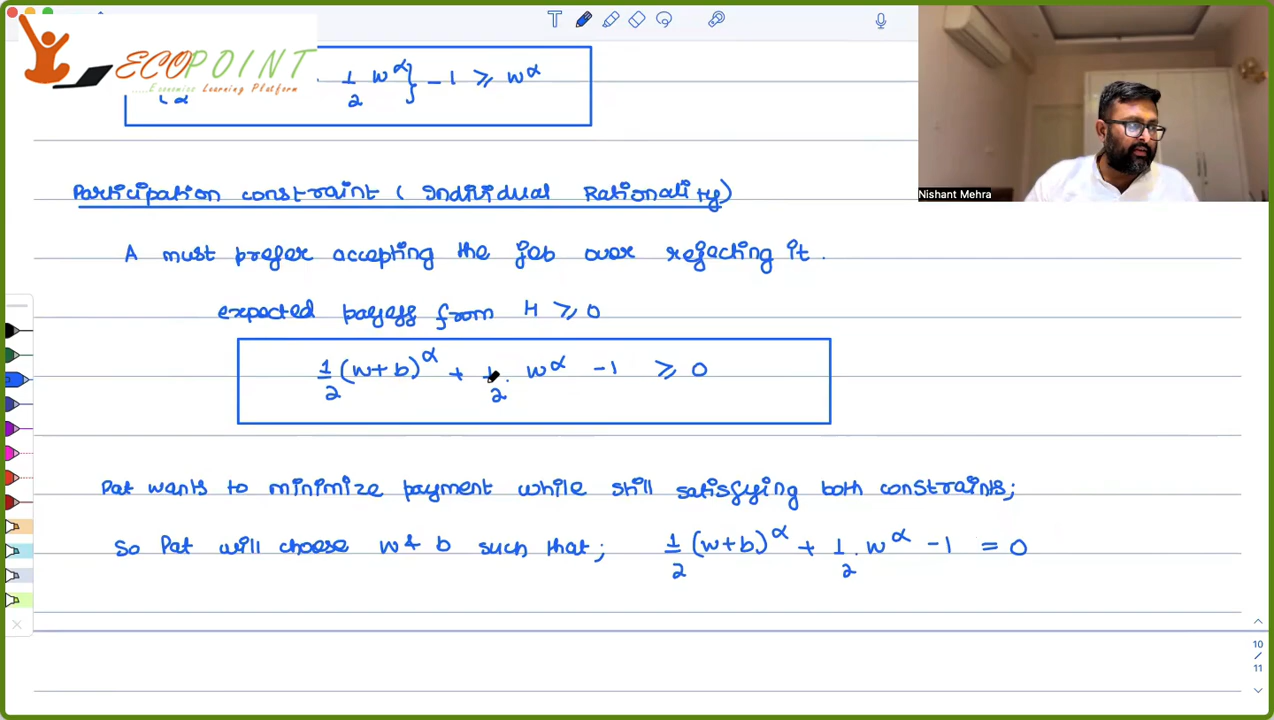 ECOPOINT
.....Economics Learning Platform
1/2 w^α} -1 ≥ w^α
Nishant Mehra
Participation constraint ( Individual Rationality)
A must prefer accepting the job over rejecting it.
expected payoff from H ≥ 0
1/2 (w+b)^α + 1/2 . w^α -1 ≥ 0
Pat wants to minimize payment while still satisfying both constraints;
So Pat will choose w & b such that; 1/2 (w+b)^α + 1/2 . w^α -1 = 0
10
/
11